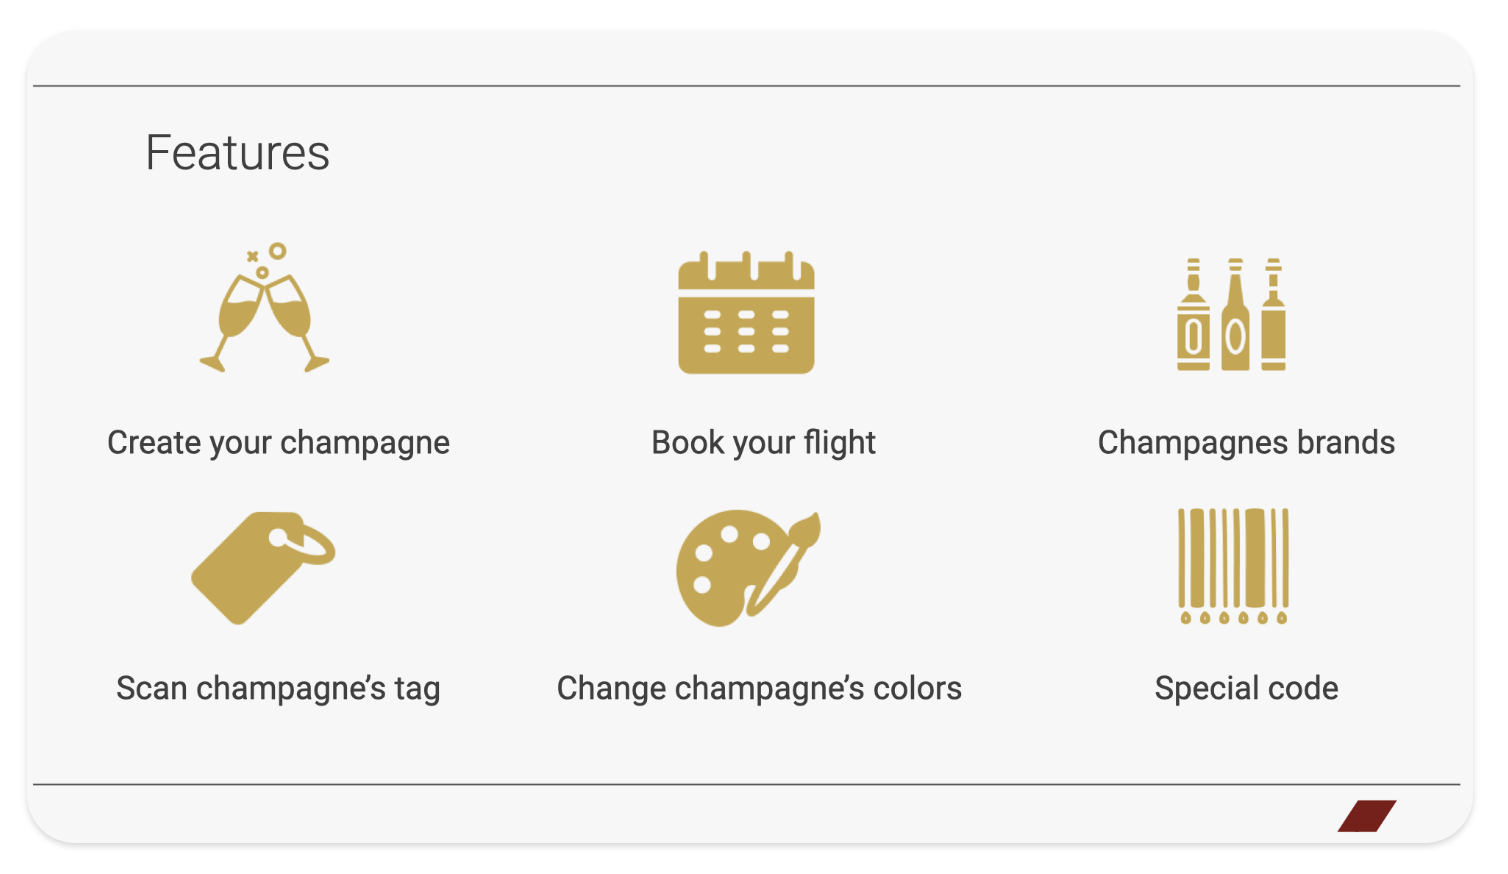 Features
Create your champagne
Book your flight
Champagnes brands
Scan champagne’s tag
Change champagne’s colors
Special code